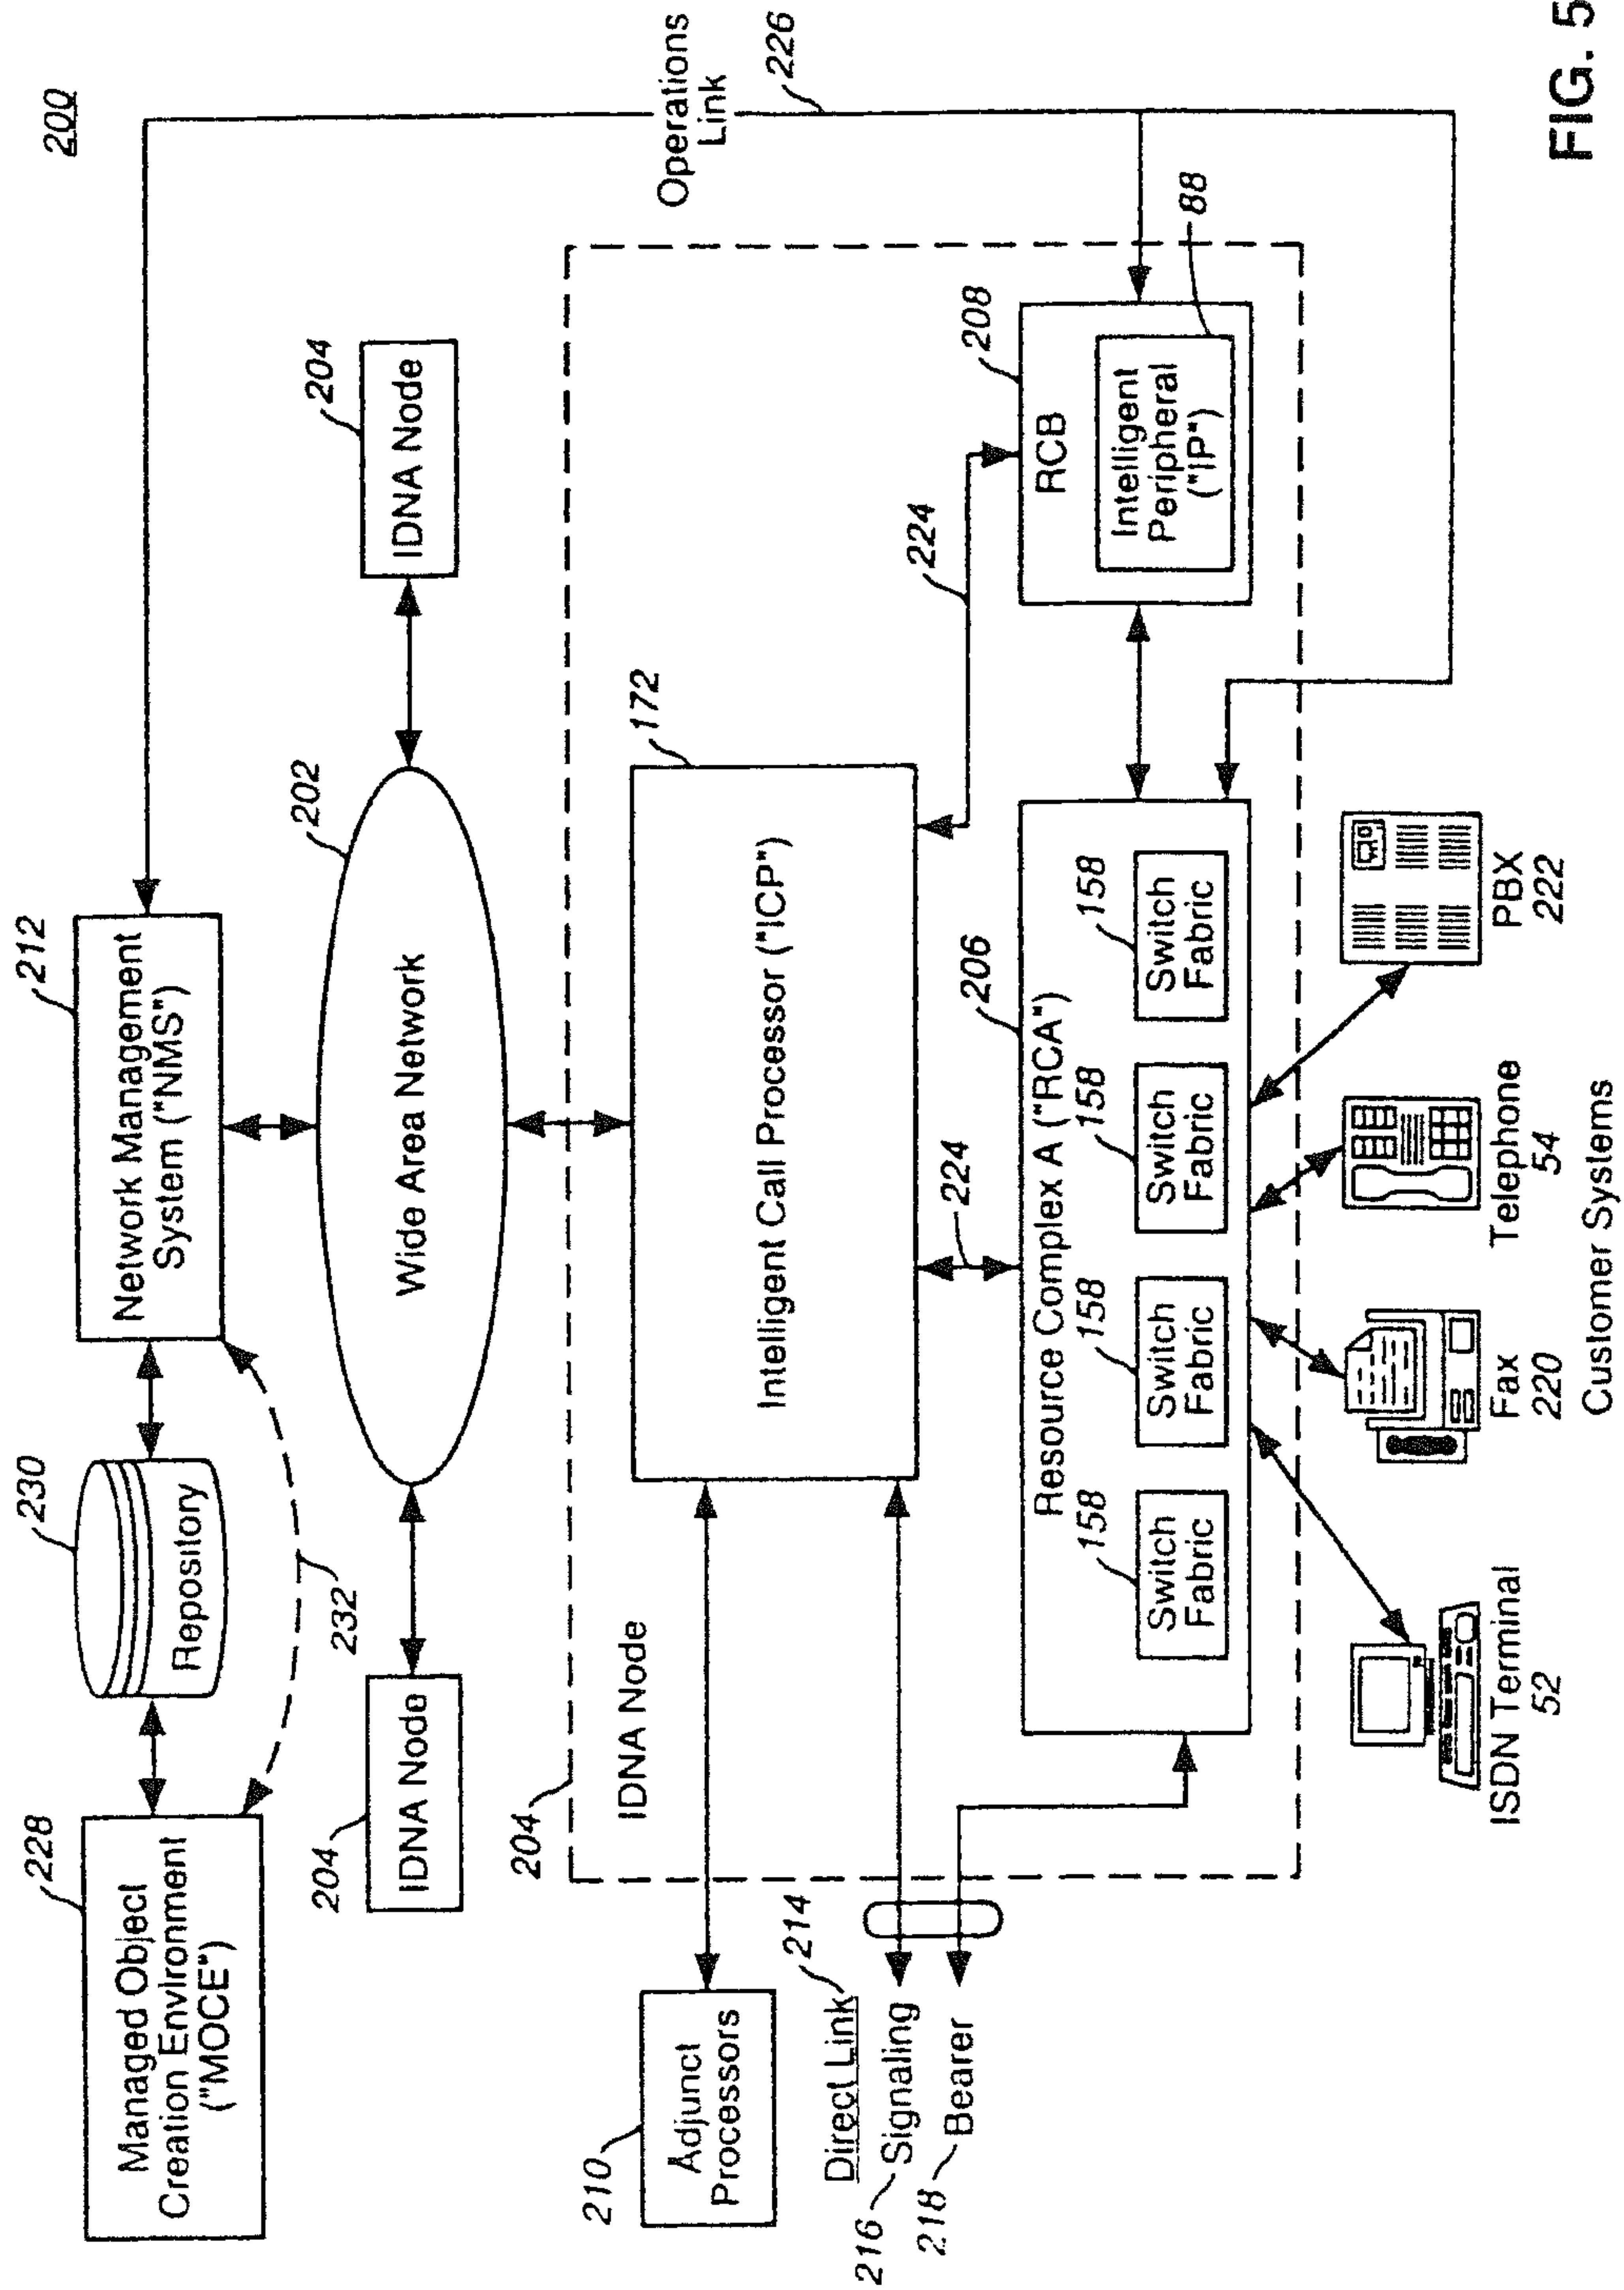 200
228
Managed Object
Creation Environment
("MOCE")
230
Repository
212
Network Management
System ("NMS")
232
204
IDNA Node
202
Wide Area Network
204
IDNA Node
Operations
Link
226
204
IDNA Node
210
Adjunct
Processors
172
Intelligent Call Processor ("ICP")
Direct Link
214
216
Signaling
218
Bearer
224
224
206
Resource Complex A ("RCA")
158
Switch
Fabric
158
Switch
Fabric
158
Switch
Fabric
158
Switch
Fabric
208
RCB
Intelligent
Peripheral
("IP")
88
ISDN Terminal
52
Fax
220
Telephone
54
PBX
222
Customer Systems
FIG. 5